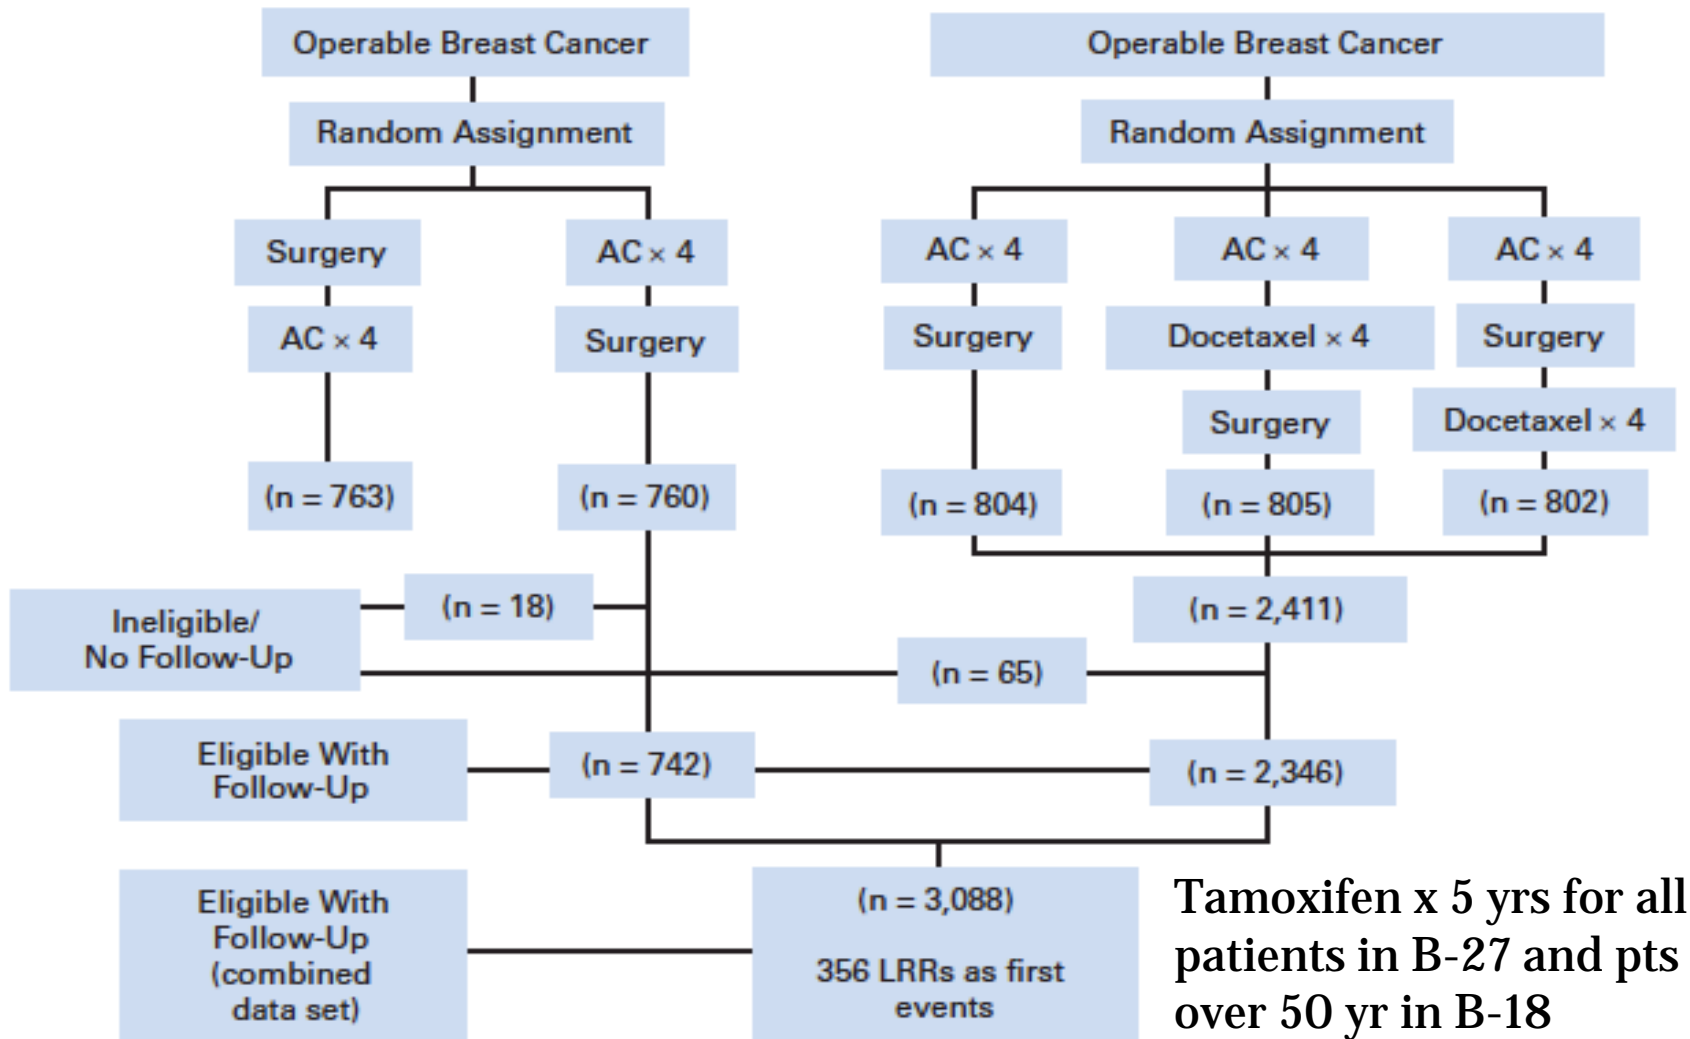 Operable Breast Cancer
Random Assignment
Surgery
AC × 4
AC × 4
Surgery
(n = 763)
(n = 760)
Operable Breast Cancer
Random Assignment
AC × 4
AC × 4
AC × 4
Surgery
Docetaxel × 4
Surgery
Surgery
Docetaxel × 4
(n = 804)
(n = 805)
(n = 802)
(n = 2,411)
Ineligible/
No Follow-Up
(n = 18)
(n = 65)
Eligible With
Follow-Up
(n = 742)
(n = 2,346)
Eligible With
Follow-Up
(combined
data set)
(n = 3,088)
356 LRRs as first
events
Tamoxifen x 5 yrs for all
patients in B-27 and pts
over 50 yr in B-18